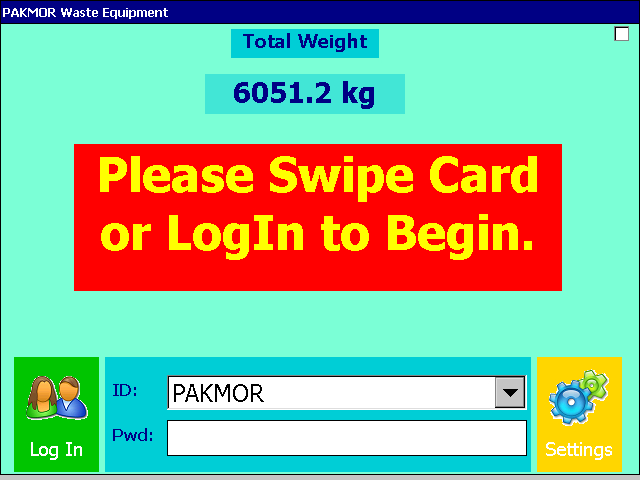 PAKMOR Waste Equipment
Total Weight
6051.2 kg
Please Swipe Card
or LogIn to Begin.
ID:
PAKMOR
Pwd:
Log In
Settings